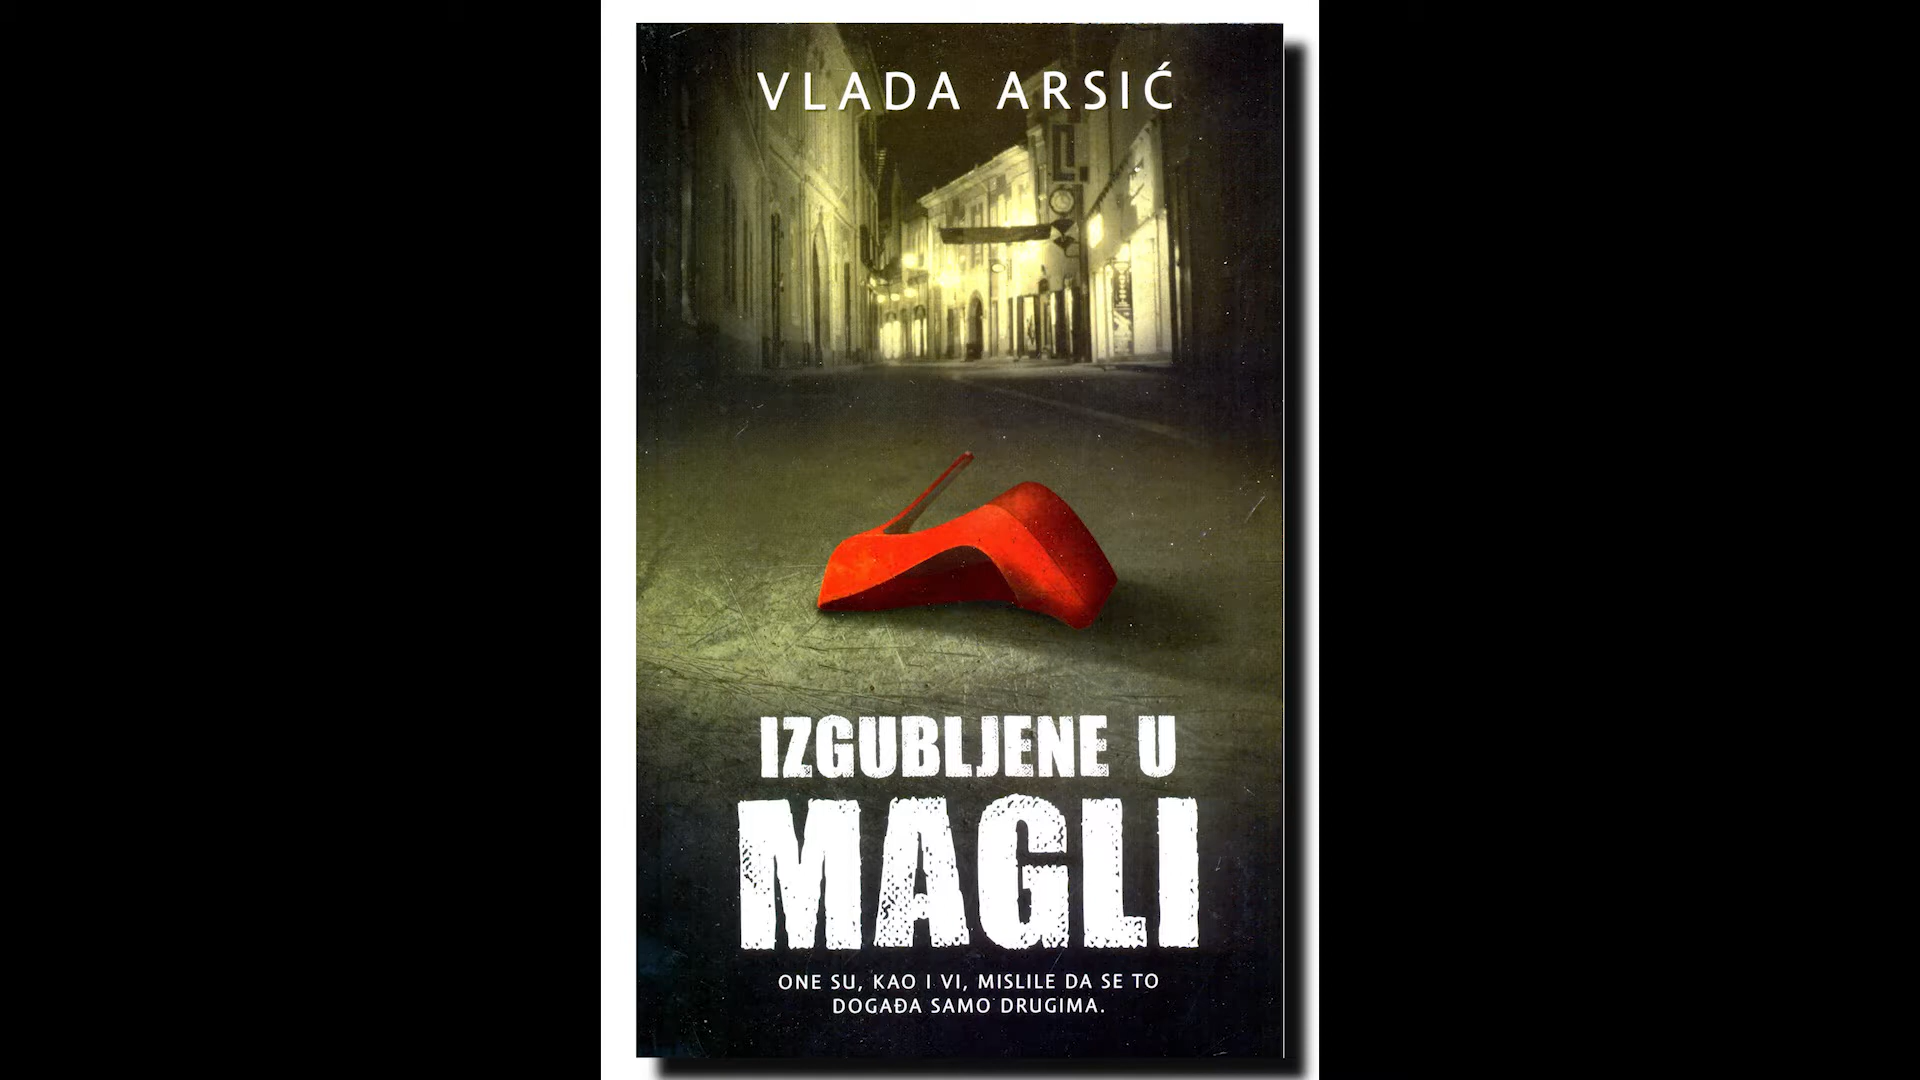 VLADA ARSIĆ
IZGUBLJENE U
MAGLI
ONE SU, KAO I VI, MISLILE DA SE TO
DOGAĐA SAMO DRUGIMA.